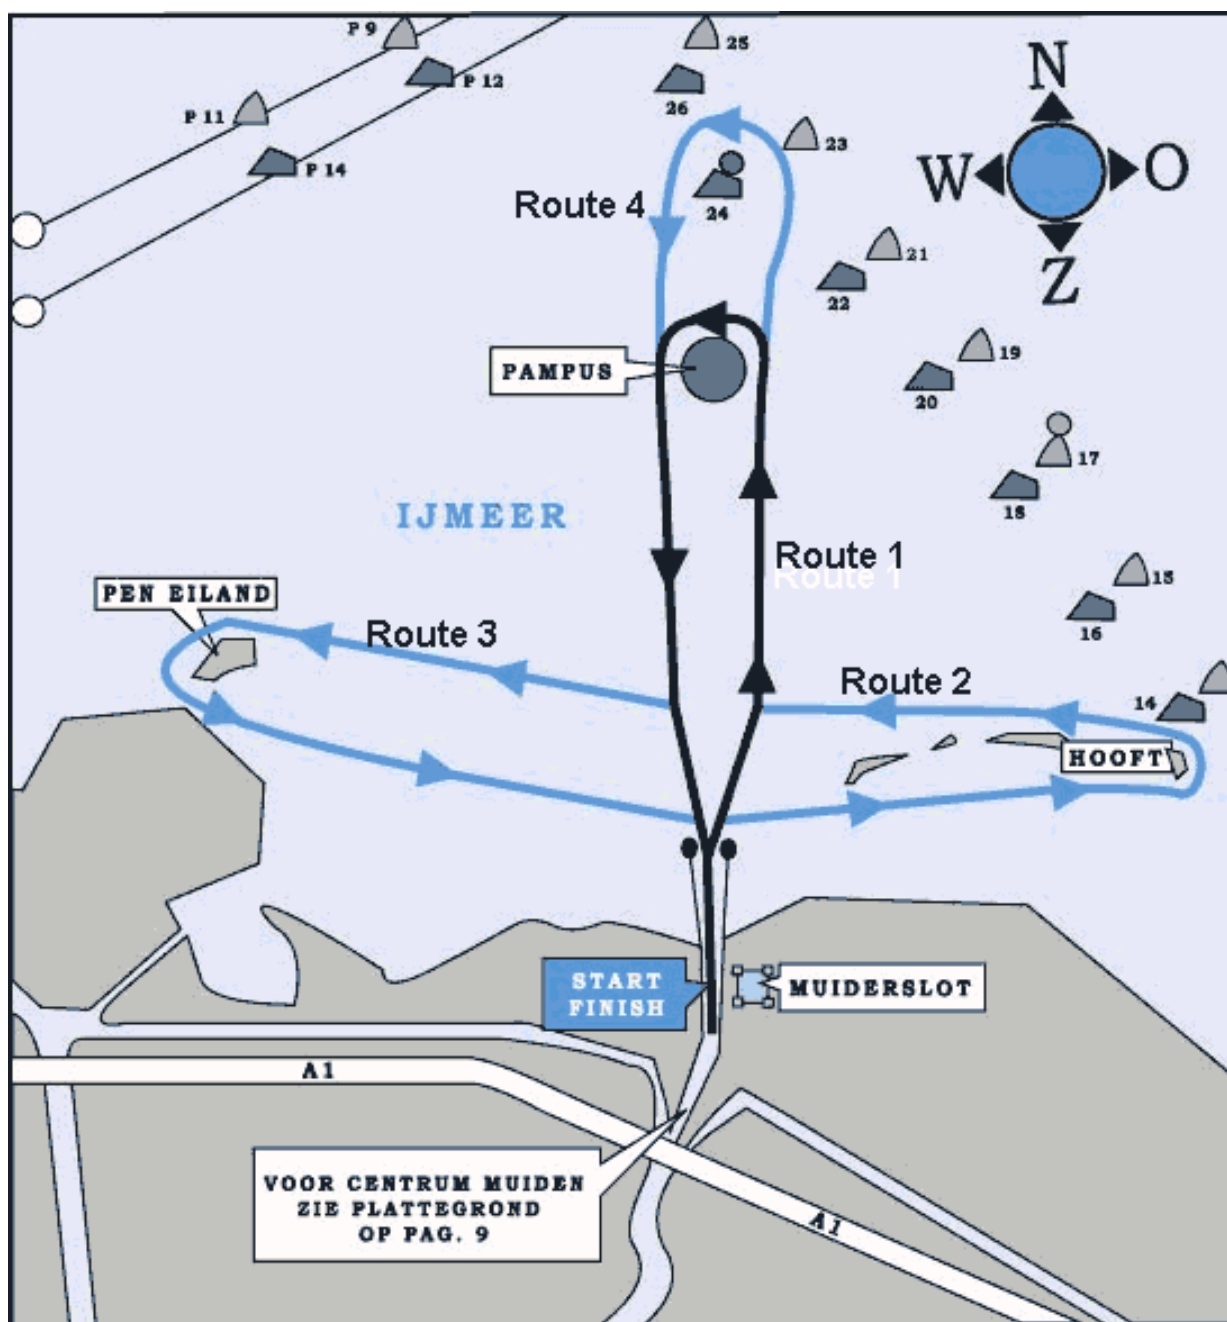 P 9
25
P 12
26
P 11
23
N
P 14
24
W
O
Route 4
21
22
Z
19
PAMPUS
20
17
18
IJMEER
Route 1
Route 1
15
PEN EILAND
16
Route 3
Route 2
14
HOOFT
START
FINISH
MUIDERSLOT
A1
VOOR CENTRUM MUIDEN
ZIE PLATTEGROND
OP PAG. 9
A1